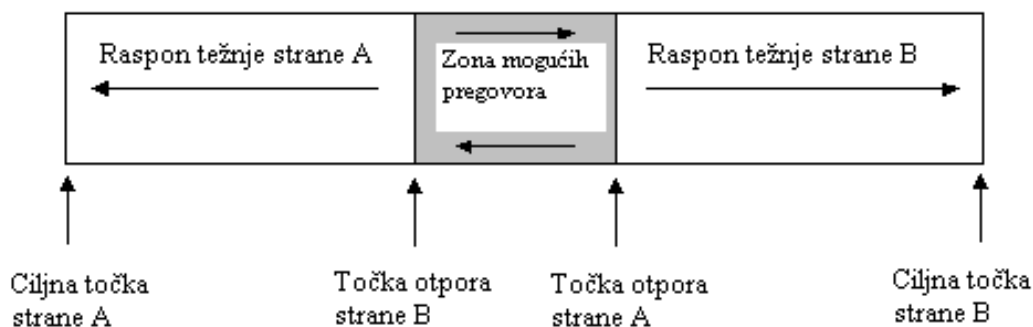 Raspon težnje strane A
Zona mogućih
pregovora
Raspon težnje strane B
Ciljna točka
strane A
Točka otpora
strane B
Točka otpora
strane A
Ciljna točka
strane B